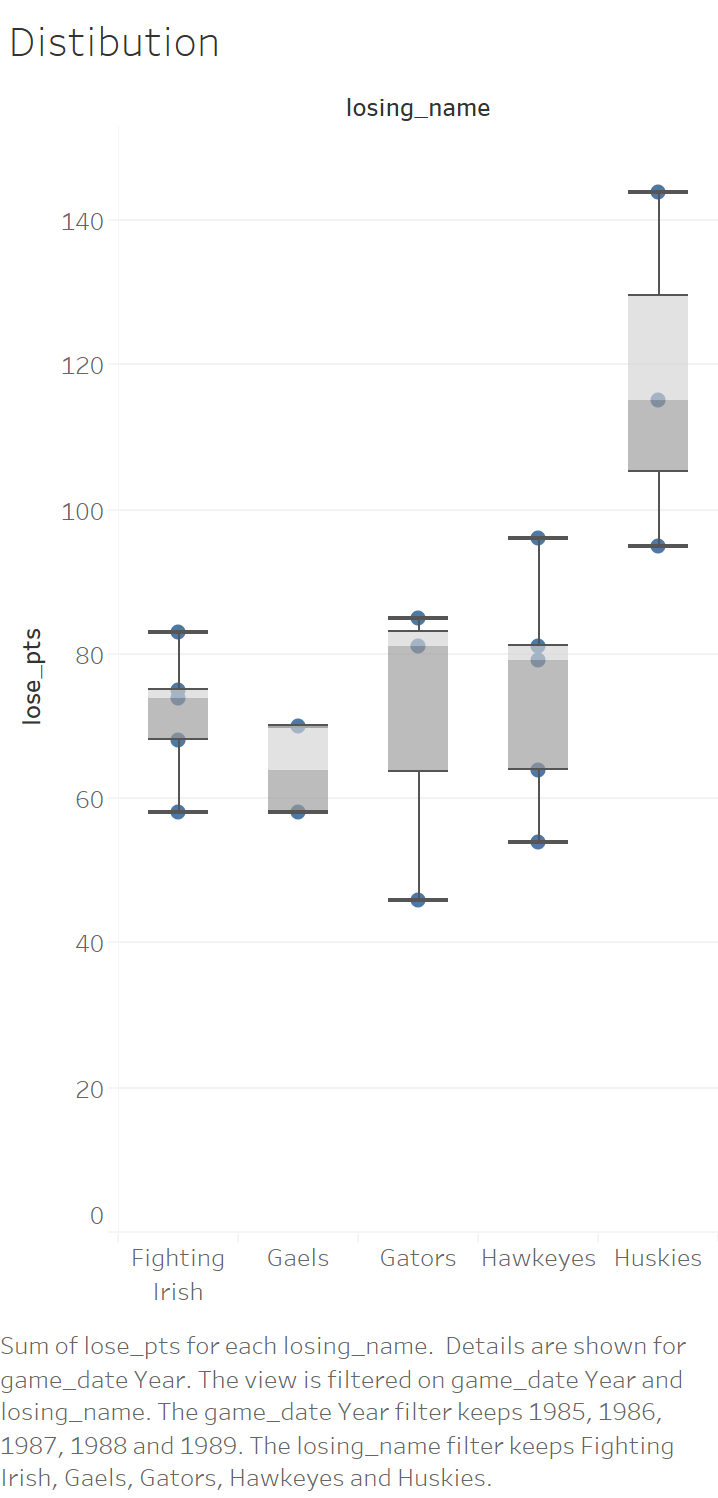 Distibution
losing_name
140
120
100
80
60
40
20
0
lose_pts
Fighting Irish
Gaels
Gators
Hawkeyes
Huskies
Sum of lose_pts for each losing_name.  Details are shown for
game_date Year. The view is filtered on game_date Year and
losing_name. The game_date Year filter keeps 1985, 1986,
1987, 1988 and 1989. The losing_name filter keeps Fighting
Irish, Gaels, Gators, Hawkeyes and Huskies.